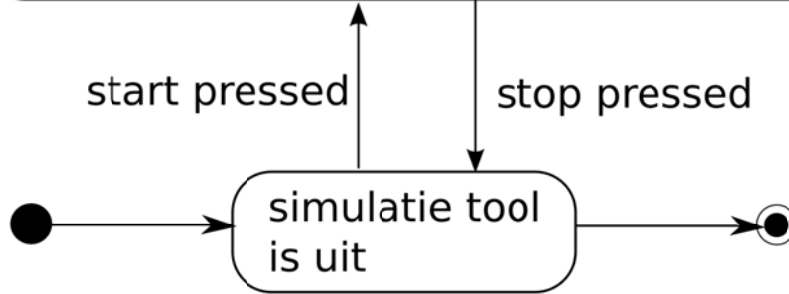 start pressed
stop pressed
simulatie tool
is uit